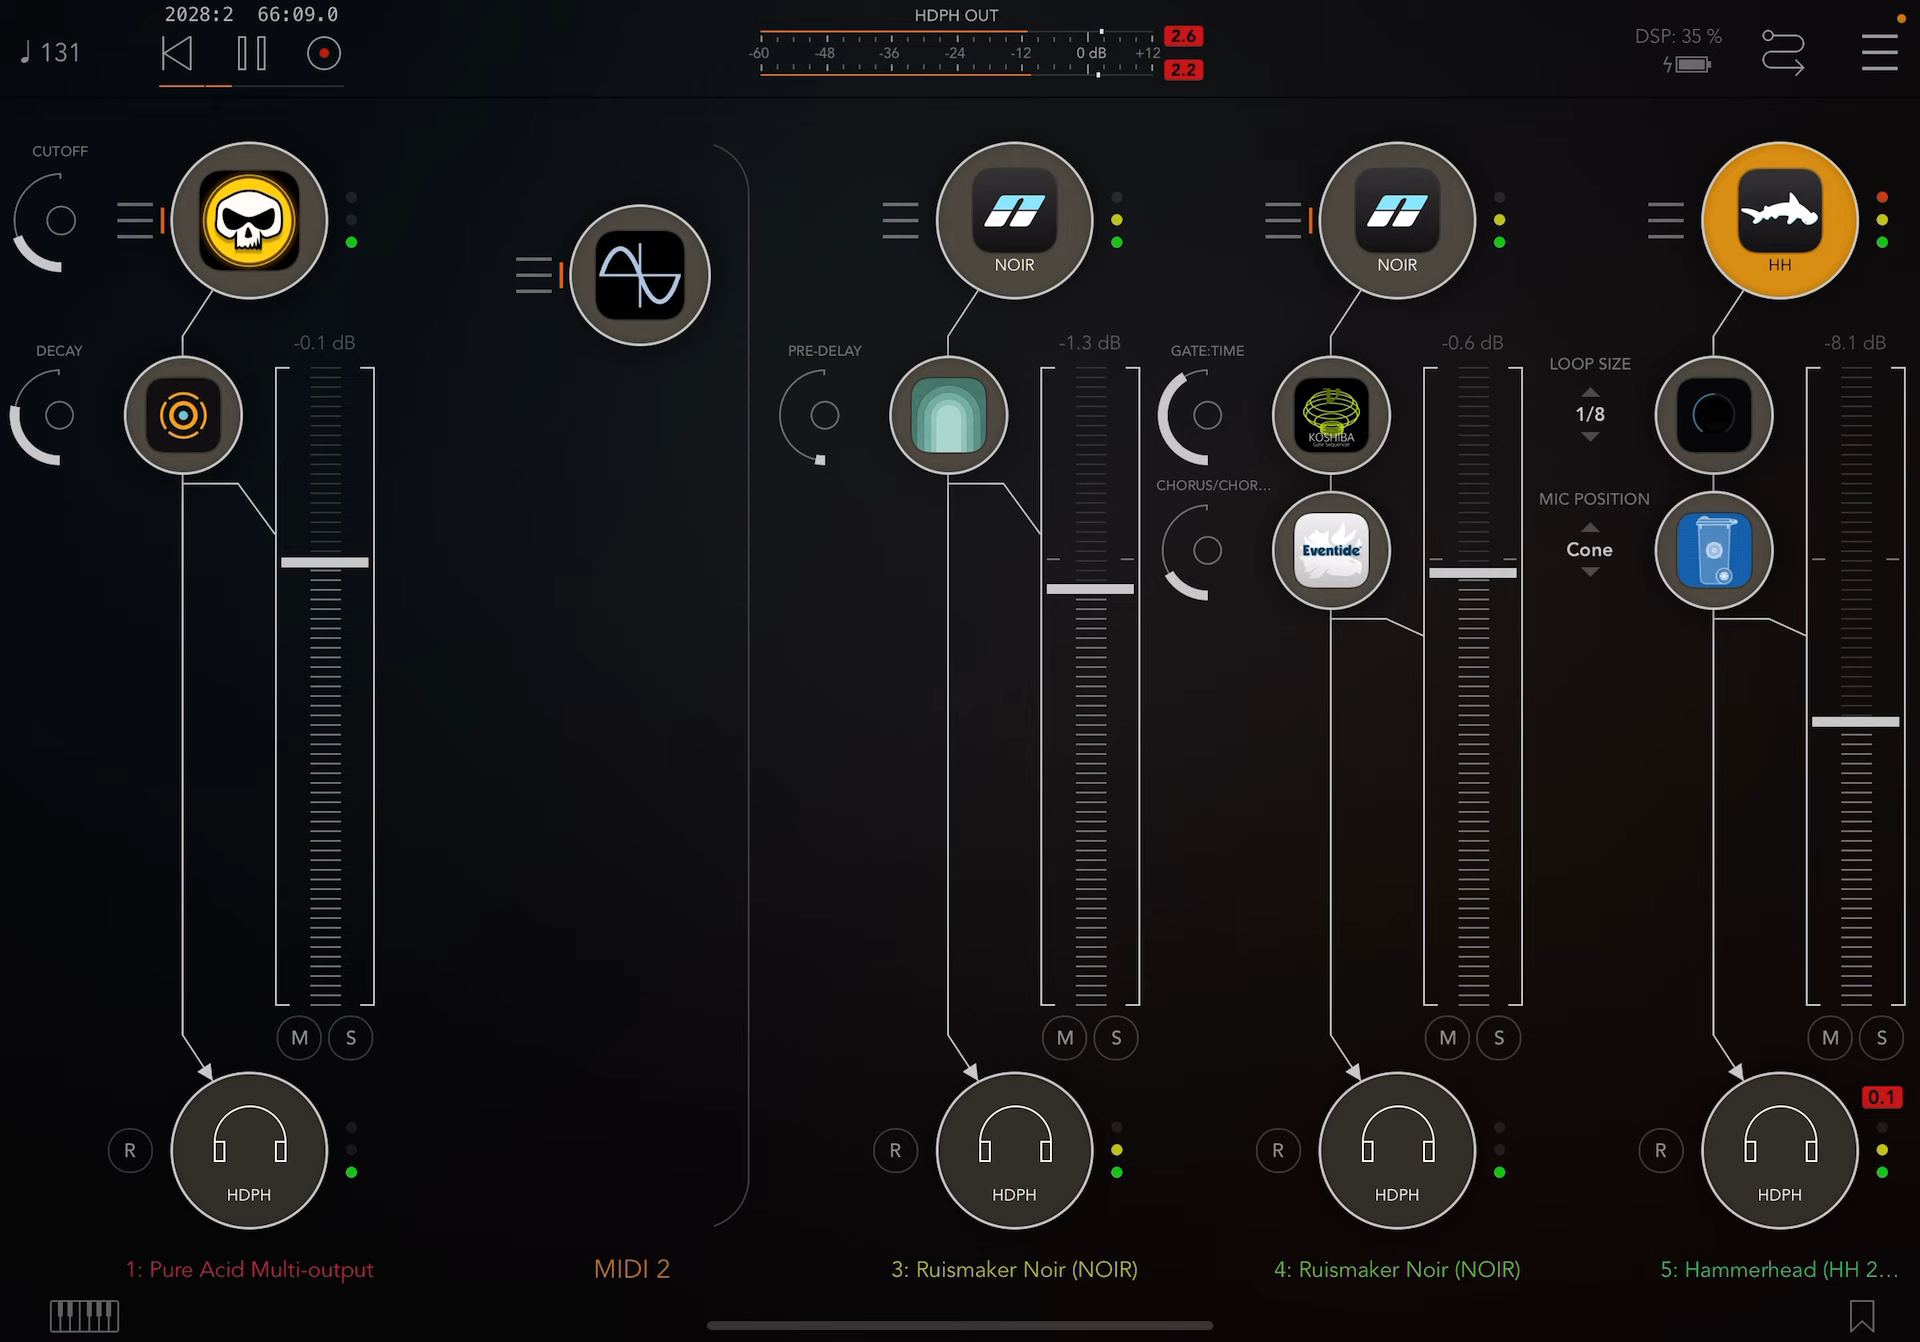 2028:2 66:09.0
131
HDPH OUT
-60 -48 -36 -24 -12 0 dB +12
2.6
2.2
DSP: 35 %
CUTOFF
NOIR
NOIR
HH
DECAY
-0.1 dB
PRE-DELAY
-1.3 dB
GATE:TIME
-0.6 dB
LOOP SIZE
1/8
-8.1 dB
KOSHIBA
Gate Sequencer
CHORUS/CHOR...
Eventide
MIC POSITION
Cone
M S
M S
M S
M S
0.1
R
HDPH
R
HDPH
R
HDPH
R
HDPH
1: Pure Acid Multi-output
MIDI 2
3: Ruismaker Noir (NOIR)
4: Ruismaker Noir (NOIR)
5: Hammerhead (HH 2...